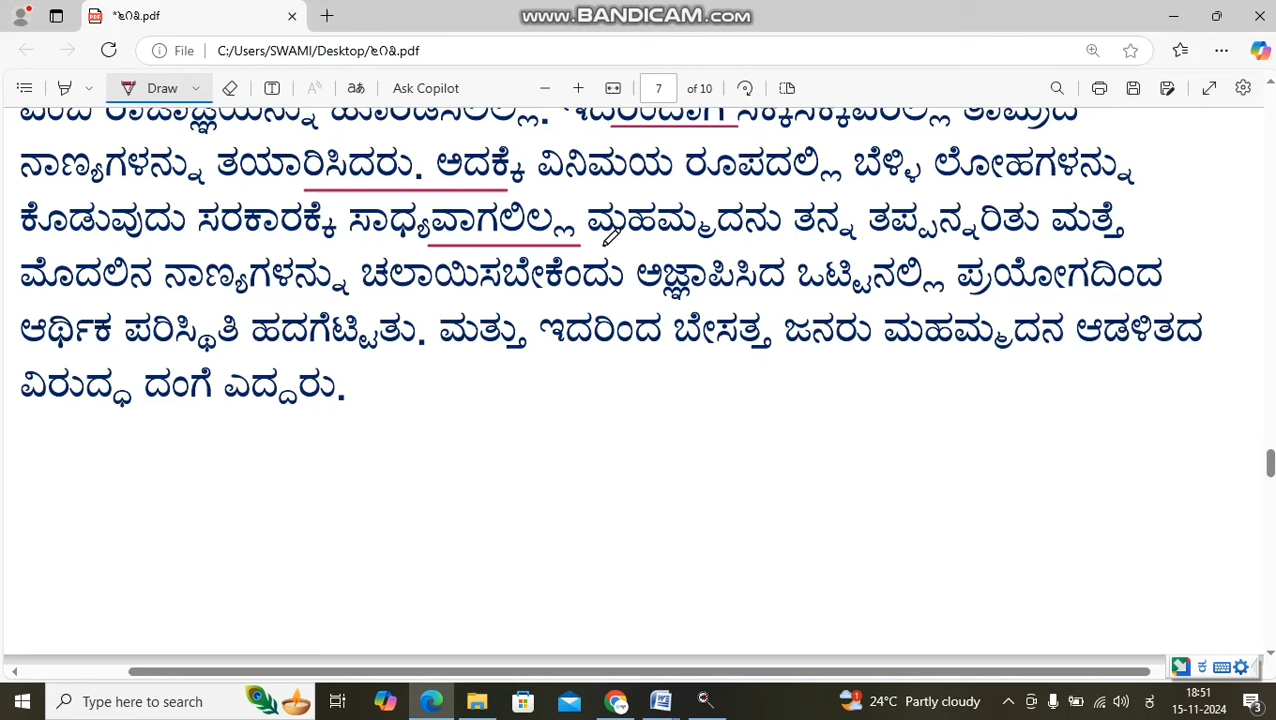 www.BANDICAM.com
File C:/Users/SWAMI/Desktop/ಇರಿ.pdf
Draw Ask Copilot 7 of 10
ನಾಣ್ಯಗಳನ್ನು ತಯಾರಿಸಿದರು. ಅದಕ್ಕೆ ವಿನಿಮಯ ರೂಪದಲ್ಲಿ ಬೆಳ್ಳಿ ಲೋಹಗಳನ್ನು
ಕೊಡುವುದು ಸರಕಾರಕ್ಕೆ ಸಾಧ್ಯವಾಗಲಿಲ್ಲ ಮಹಮ್ಮದನು ತನ್ನ ತಪ್ಪನ್ನರಿತು ಮತ್ತೆ
ಮೊದಲಿನ ನಾಣ್ಯಗಳನ್ನು ಚಲಾಯಿಸಬೇಕೆಂದು ಅಜ್ಞಾಪಿಸಿದ ಒಟ್ಟಿನಲ್ಲಿ ಪ್ರಯೋಗದಿಂದ
ಆರ್ಥಿಕ ಪರಿಸ್ಥಿತಿ ಹದಗೆಟ್ಟಿತು. ಮತ್ತು ಇದರಿಂದ ಬೇಸತ್ತ ಜನರು ಮಹಮ್ಮದನ ಆಡಳಿತದ
ವಿರುದ್ಧ ದಂಗೆ ಎದ್ದರು.
Type here to search 24°C Partly cloudy 18:51
15-11-2024